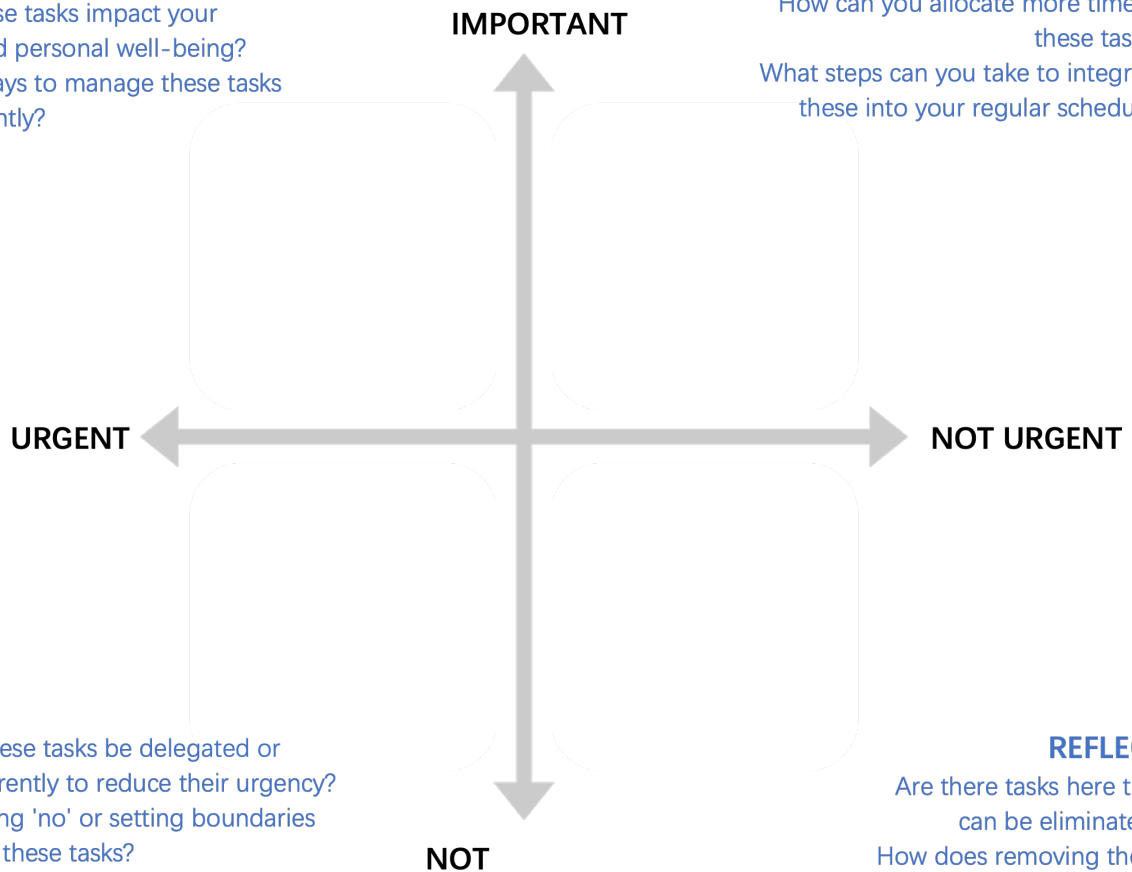 se tasks impact your
d personal well-being?
ays to manage these tasks
ntly?
IMPORTANT
How can you allocate more time
these tas
What steps can you take to integr
these into your regular schedu
URGENT
NOT URGENT
ese tasks be delegated or
rently to reduce their urgency?
ng 'no' or setting boundaries
these tasks?
NOT
REFLE
Are there tasks here t
can be eliminate
How does removing the